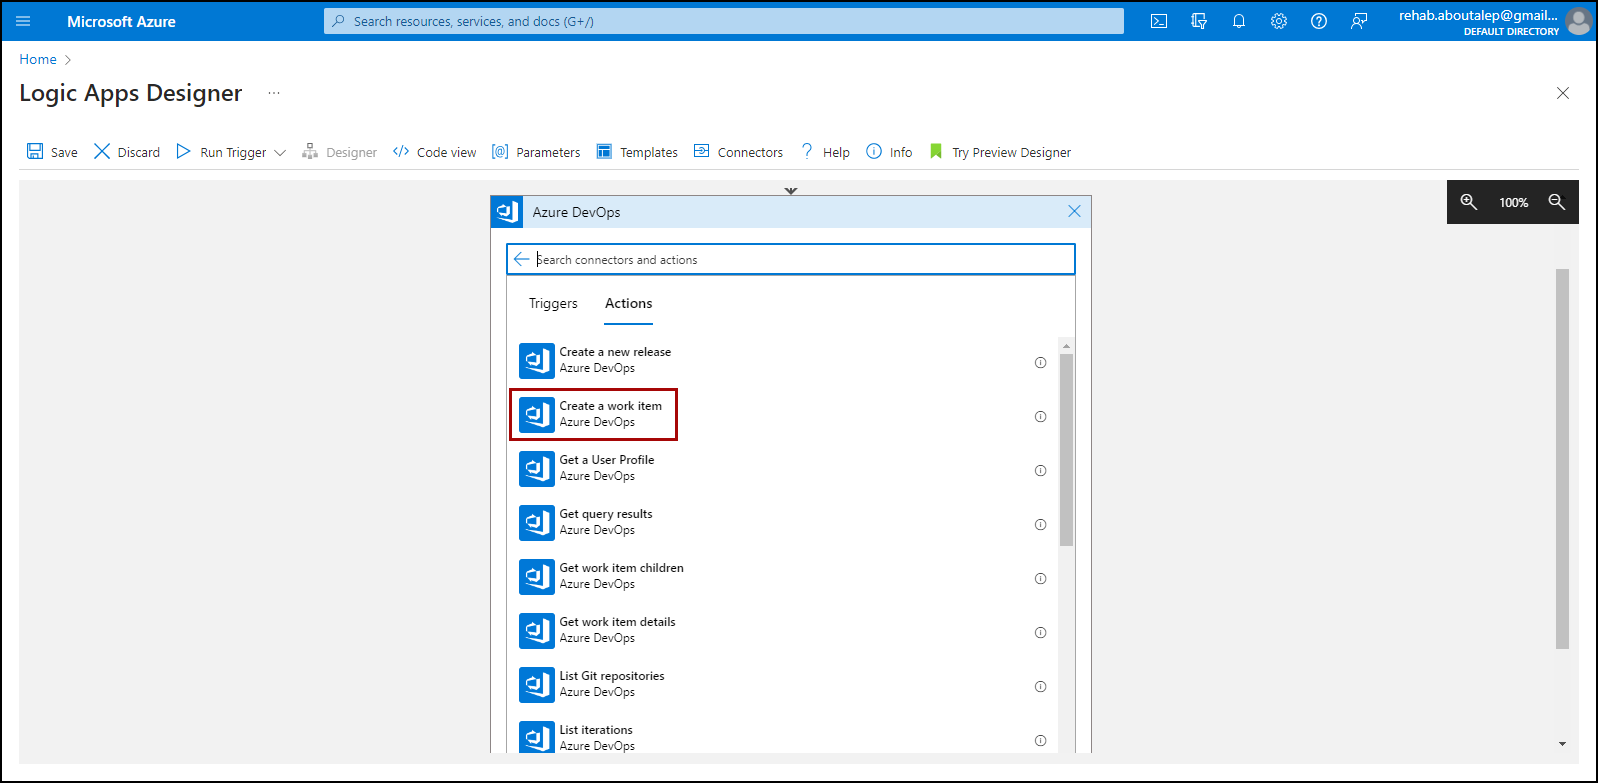 Microsoft Azure
Search resources, services, and docs (G+/)
rehab.aboutalep@gmail...
DEFAULT DIRECTORY
Home
Logic Apps Designer
...
Save
Discard
Run Trigger
Designer
Code view
Parameters
Templates
Connectors
Help
Info
Try Preview Designer
Azure DevOps
100%
Search connectors and actions
Triggers
Actions
Create a new release
Azure DevOps
Create a work item
Azure DevOps
Get a User Profile
Azure DevOps
Get query results
Azure DevOps
Get work item children
Azure DevOps
Get work item details
Azure DevOps
List Git repositories
Azure DevOps
List iterations
Azure DevOps